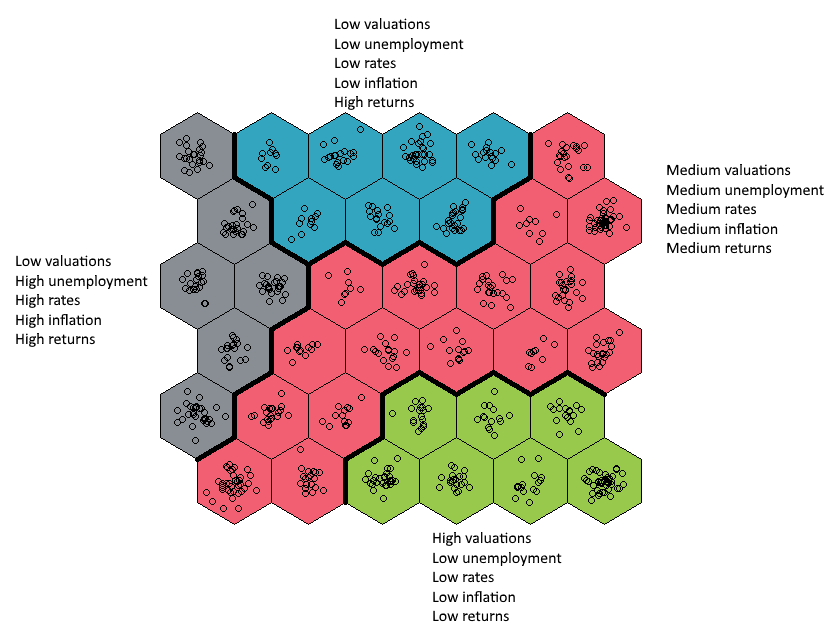 Low valuations
Low unemployment
Low rates
Low inflation
High returns
Medium valuations
Medium unemployment
Medium rates
Medium inflation
Medium returns
Low valuations
High unemployment
High rates
High inflation
High returns
High valuations
Low unemployment
Low rates
Low inflation
Low returns